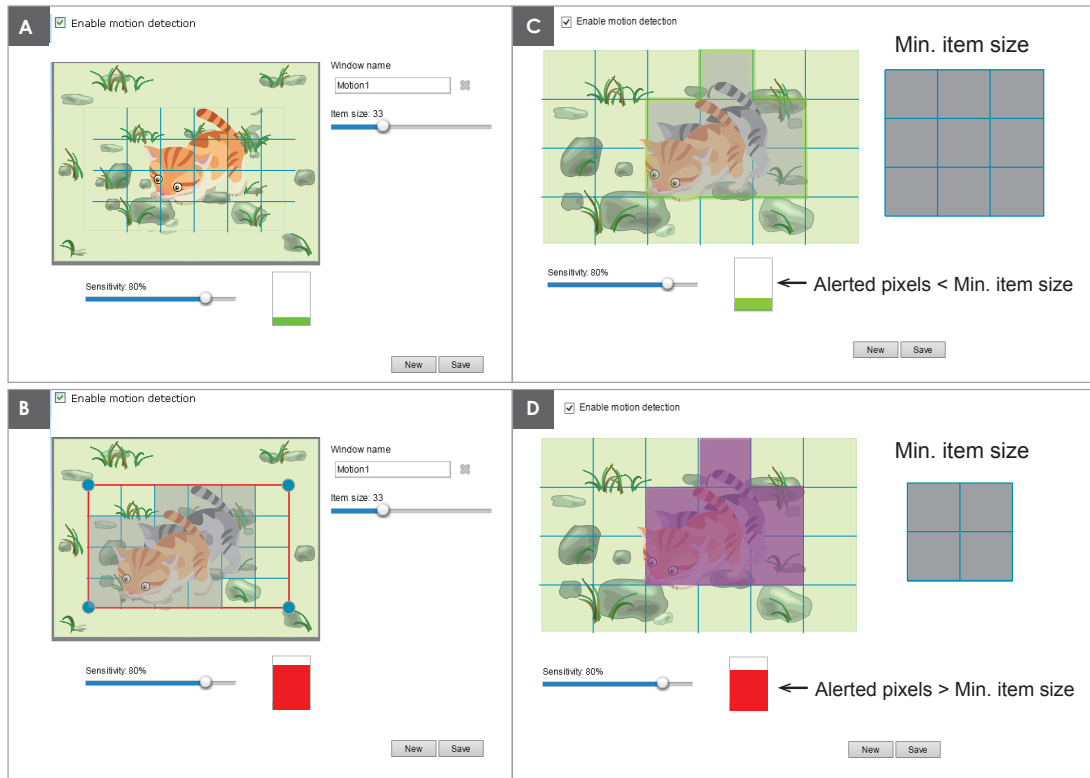 A
Enable motion detection
Window name
Motion1
Item size: 33
Sensitivity: 80%
New Save
B
Enable motion detection
Window name
Motion1
Item size: 33
Sensitivity: 80%
New Save
C
Enable motion detection
Min. item size
Sensitivity: 80%
Alerted pixels < Min. item size
New Save
D
Enable motion detection
Min. item size
Sensitivity: 80%
Alerted pixels > Min. item size
New Save